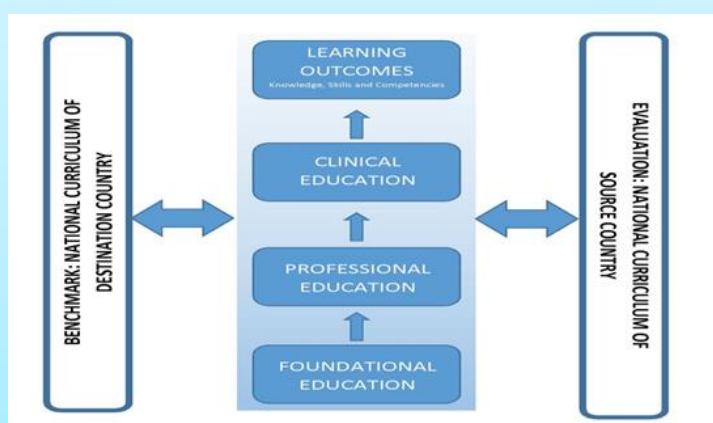 BENCHMARK: NATIONAL CURRICULUM OF
DESTINATION COUNTRY
LEARNING
OUTCOMES
Knowledge, Skills and Competencies
CLINICAL
EDUCATION
PROFESSIONAL
EDUCATION
FOUNDATIONAL
EDUCATION
EVALUATION: NATIONAL CURRICULUM OF
SOURCE COUNTRY